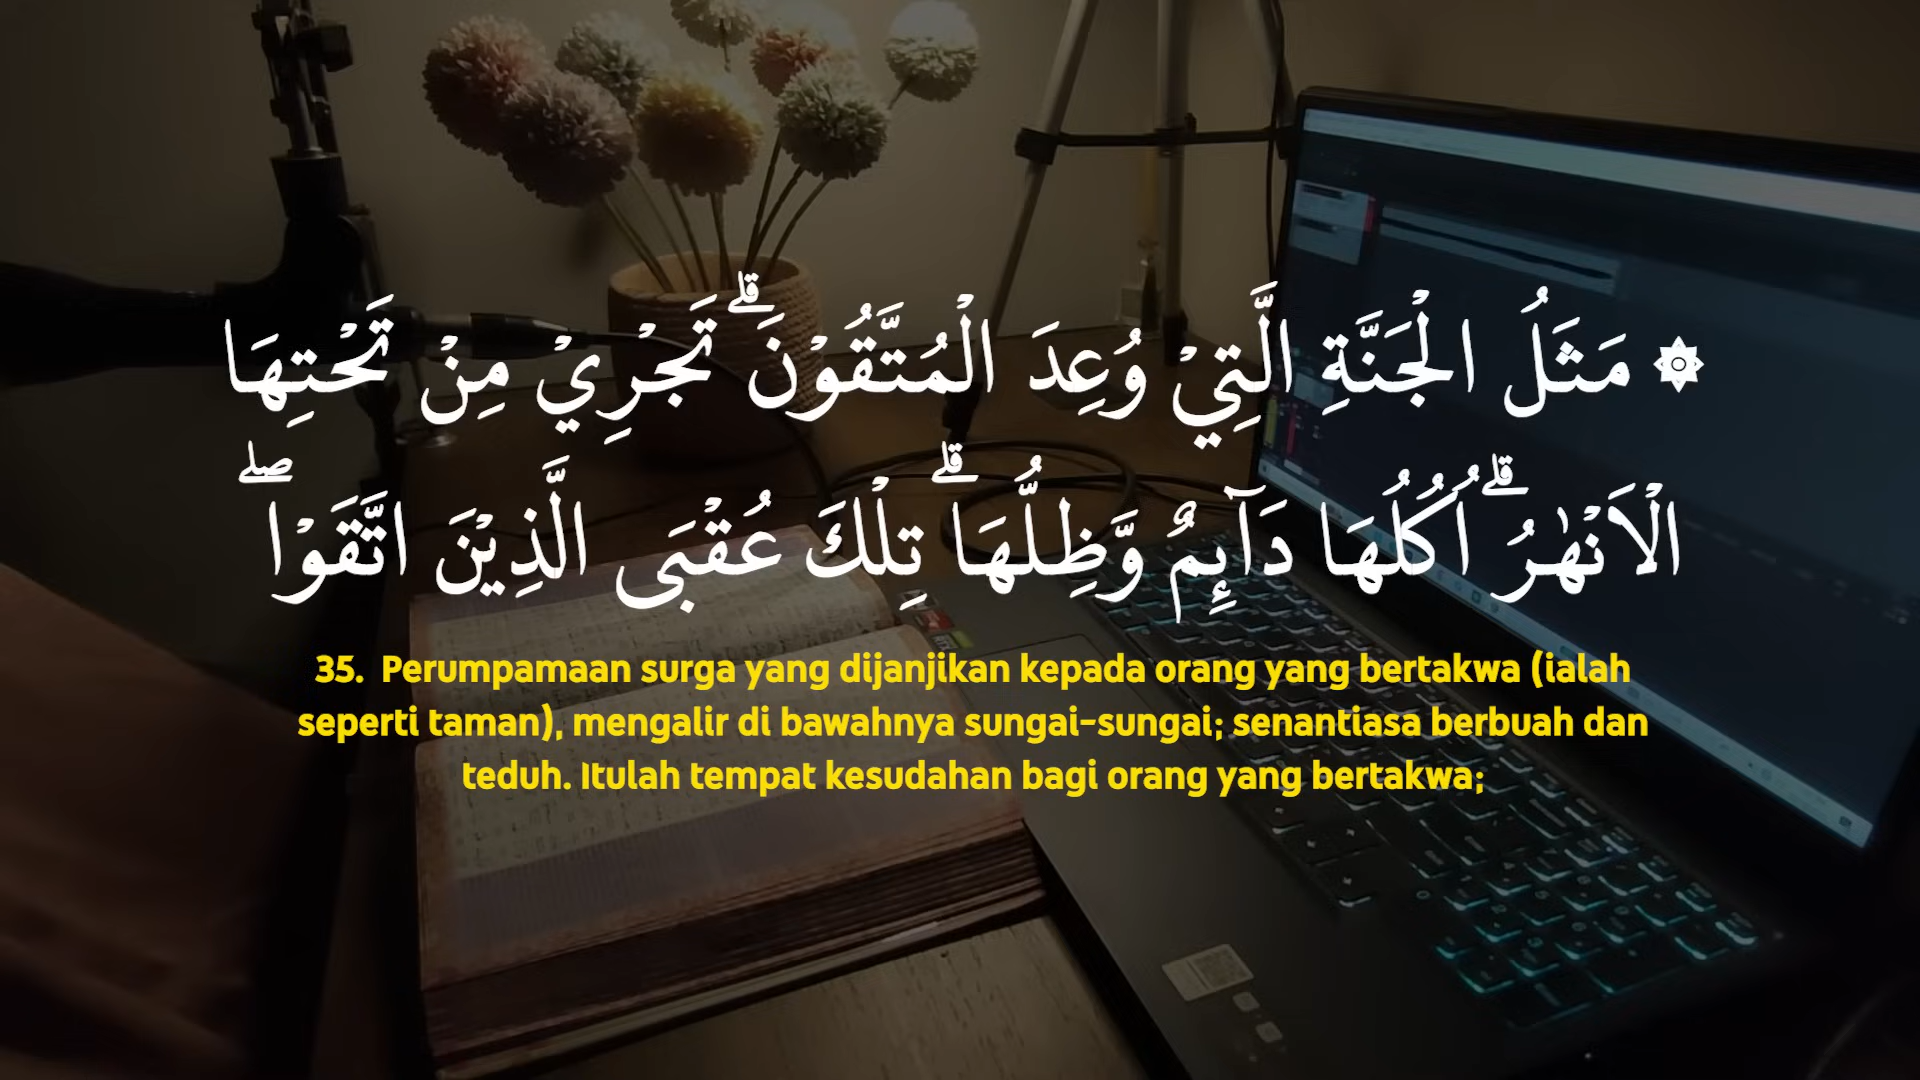 ۞ مَثَلُ الْجَنَّةِ الَّتِيْ وُعِدَ الْمُتَّقُوْنَۗ تَجْرِيْ مِنْ تَحْتِهَا
الْاَنْهٰرُۗ اُكُلُهَا دَاۤىِٕمٌ وَّظِلُّهَاۗ تِلْكَ عُقْبَى الَّذِيْنَ اتَّقَوْاۖ
35. Perumpamaan surga yang dijanjikan kepada orang yang bertakwa (ialah
seperti taman), mengalir di bawahnya sungai-sungai; senantiasa berbuah dan
teduh. Itulah tempat kesudahan bagi orang yang bertakwa;